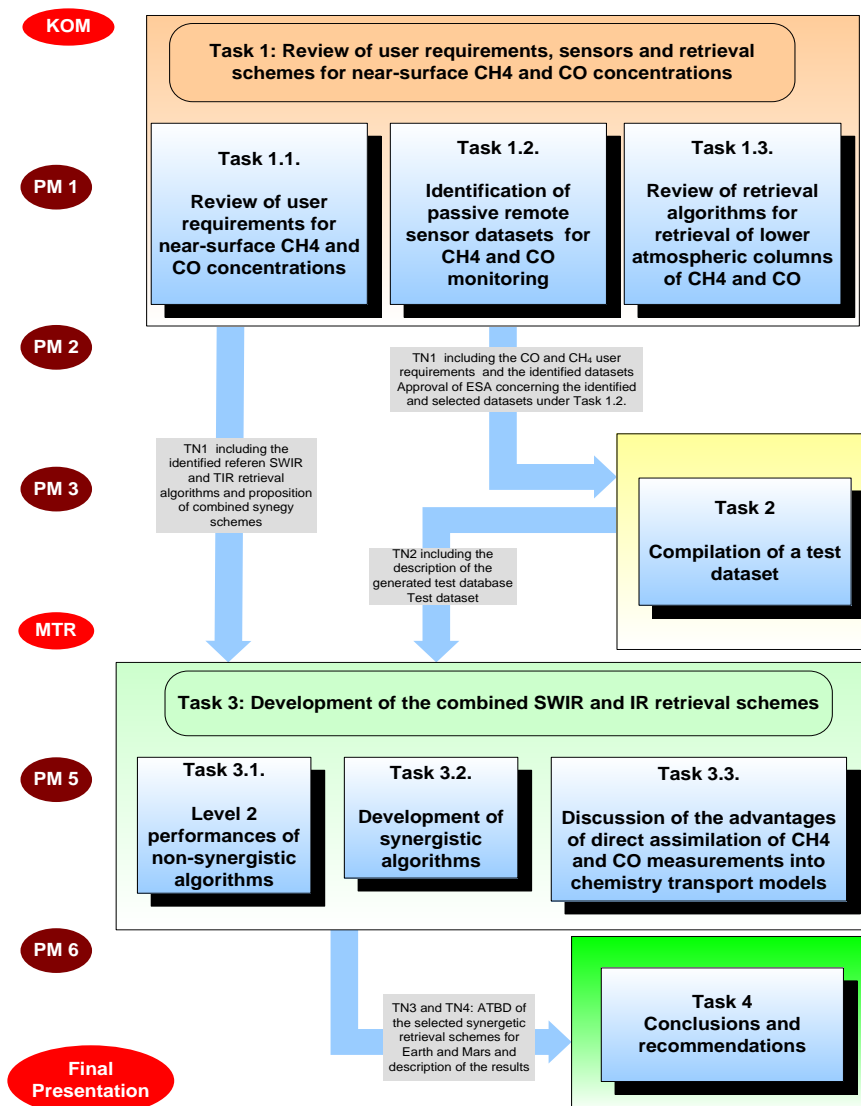 KOM
Task 1: Review of user requirements, sensors and retrieval
schemes for near-surface CH4 and CO concentrations
PM 1
Task 1.1.
Review of user
requirements for
near-surface CH4 and
CO concentrations
Task 1.2.
Identification of
passive remote
sensor datasets for
CH4 and CO
monitoring
Task 1.3.
Review of retrieval
algorithms for
retrieval of lower
atmospheric columns
of CH4 and CO
PM 2
TN1 including the CO and CH₄ user
requirements and the identified datasets
Approval of ESA concerning the identified
and selected datasets under Task 1.2.
TN1 including the
identified referen SWIR
and TIR retrieval
algorithms and proposition
of combined synegy
schemes
PM 3
Task 2
Compilation of a test
dataset
TN2 including the
description of the
generated test database
Test dataset
MTR
Task 3: Development of the combined SWIR and IR retrieval schemes
PM 5
Task 3.1.
Level 2
performances of
non-synergistic
algorithms
Task 3.2.
Development of
synergistic
algorithms
Task 3.3.
Discussion of the advantages
of direct assimilation of CH4
and CO measurements into
chemistry transport models
PM 6
TN3 and TN4: ATBD of
the selected synergetic
retrieval schemes for
Earth and Mars and
description of the results
Task 4
Conclusions and
recommendations
Final
Presentation